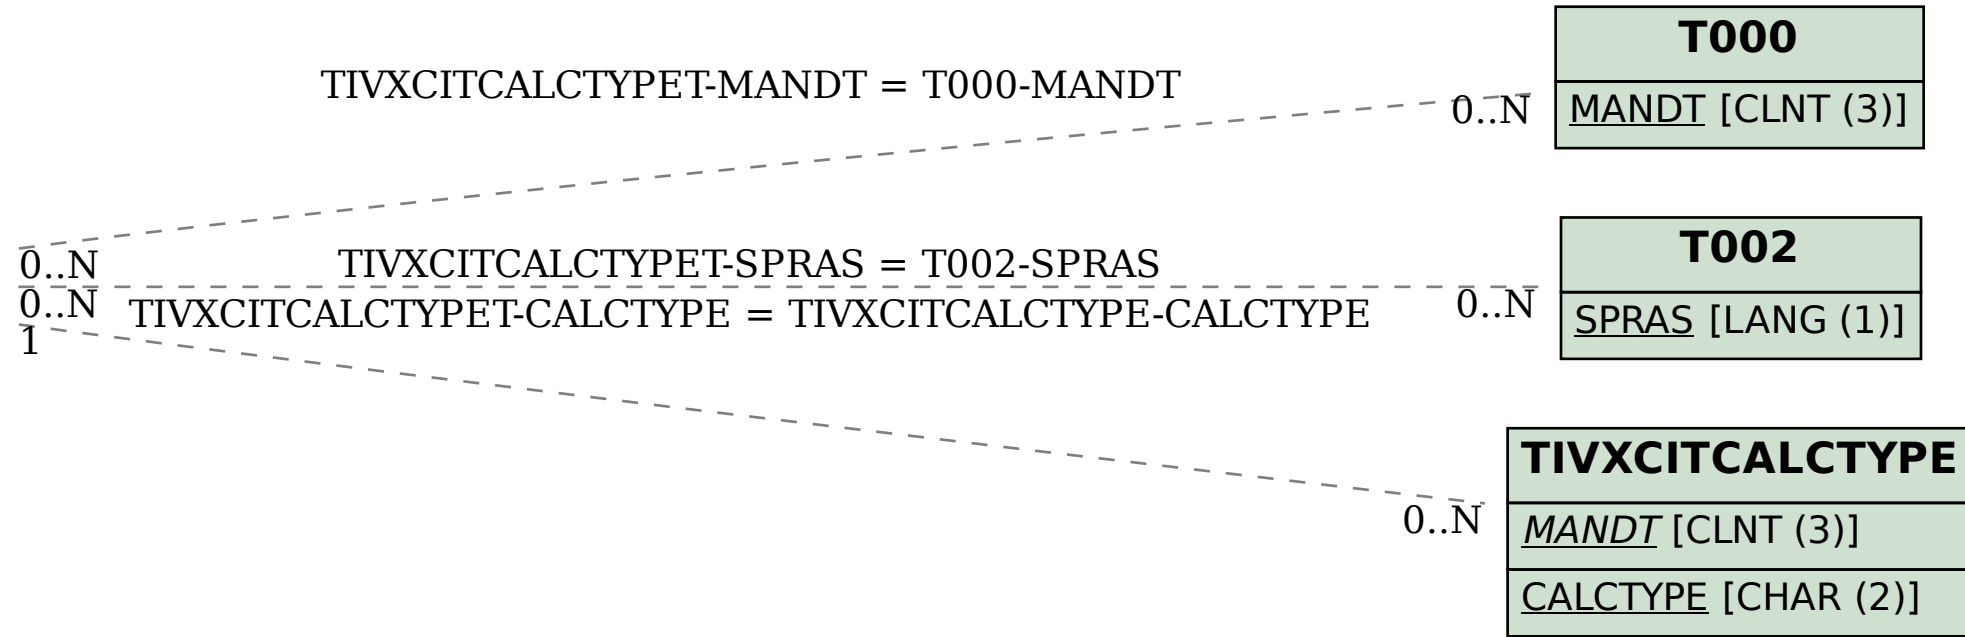 T000
TIVXCITCALCTYPET-MANDT = T000-MANDT
0..N
MANDT [CLNT (3)]
T002
0..N
TIVXCITCALCTYPET-SPRAS = T002-SPRAS
0..N
TIVXCITCALCTYPET-CALCTYPE = TIVXCITCALCTYPE-CALCTYPE
0..N
SPRAS [LANG (1)]
1
TIVXCITCALCTYPE
0..N
MANDT [CLNT (3)]
CALCTYPE [CHAR (2)]